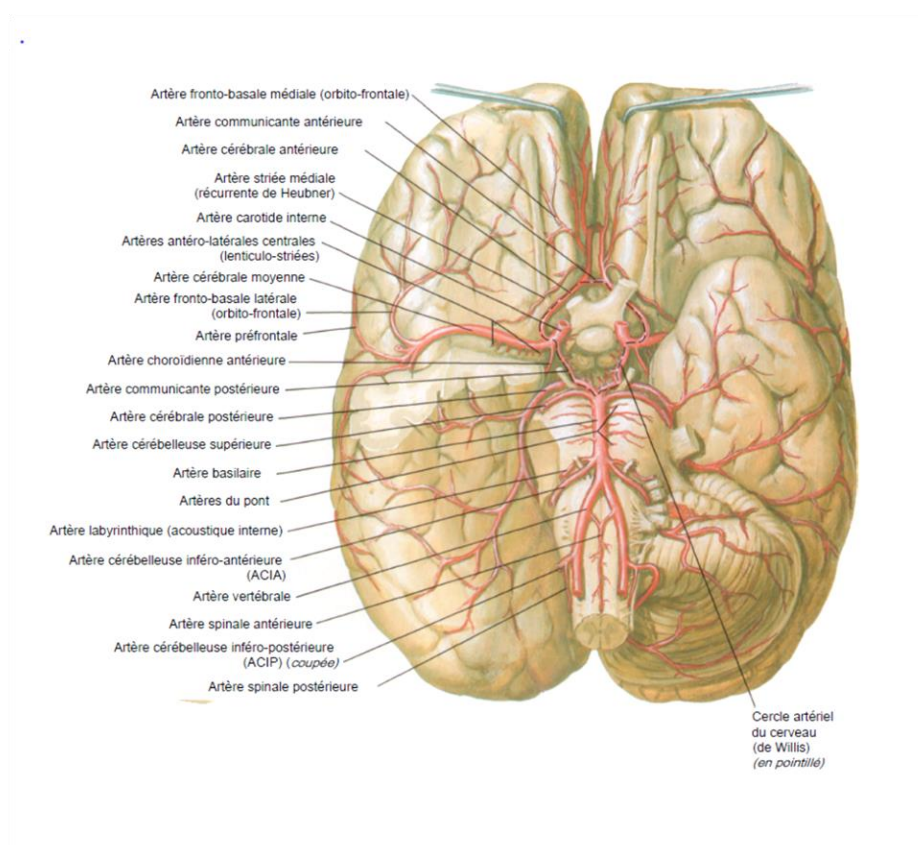 Artère fronto-basale médiale (orbito-frontale)
Artère communicante antérieure
Artère cérébrale antérieure
Artère striée médiale
(récurrente de Heubner)
Artère carotide interne
Artères antéro-latérales centrales
(lenticulo-striées)
Artère cérébrale moyenne
Artère fronto-basale latérale
(orbito-frontale)
Artère préfrontale
Artère choroïdienne antérieure
Artère communicante postérieure
Artère cérébrale postérieure
Artère cérébelleuse supérieure
Artère basilaire
Artères du pont
Artère labyrinthique (acoustique interne)
Artère cérébelleuse inféro-antérieure
(ACIA)
Artère vertébrale
Artère spinale antérieure
Artère cérébelleuse inféro-postérieure
(ACIP) (coupée)
Artère spinale postérieure
Cercle artériel
du cerveau
(de Willis)
(en pointillé)